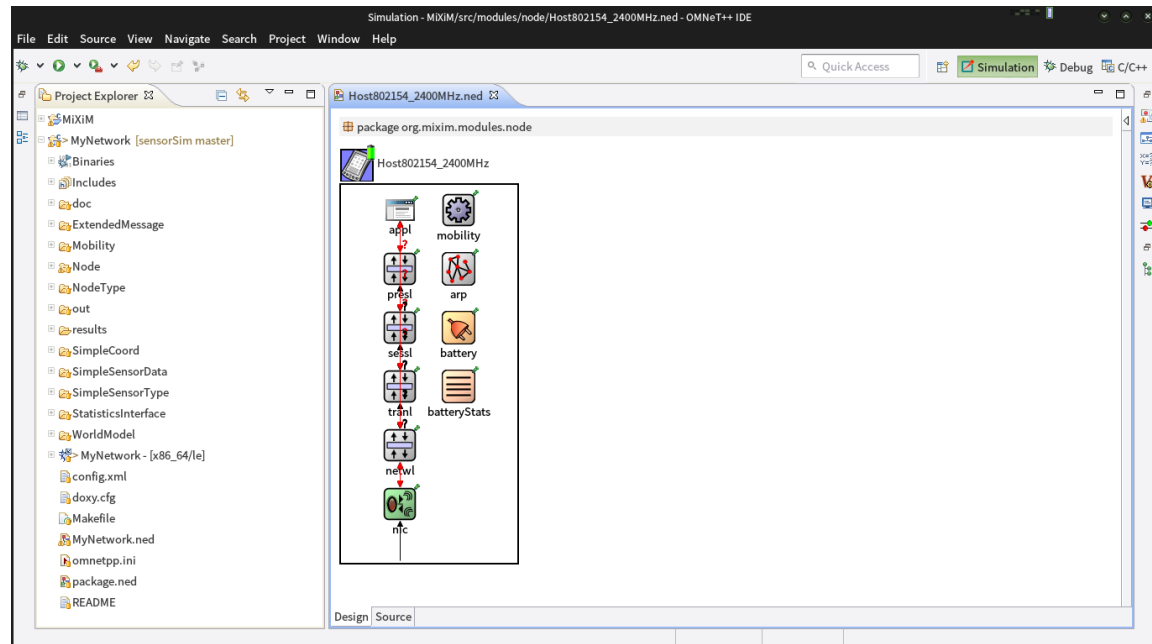 Simulation - MiXiM/src/modules/node/Host802154_2400MHz.ned - OMNeT++ IDE
File Edit Source View Navigate Search Project Window Help
Quick Access
Simulation Debug C/C++
Project Explorer
Host802154_2400MHz.ned
MiXiM
> MyNetwork [sensorSim master]
Binaries
Includes
doc
ExtendedMessage
Mobility
Node
NodeType
out
results
SimpleCoord
SimpleSensorData
SimpleSensorType
StatisticsInterface
WorldModel
> MyNetwork - [x86_64/le]
config.xml
doxy.cfg
Makefile
MyNetwork.ned
omnetpp.ini
package.ned
README
package org.mixim.modules.node
Host802154_2400MHz
appl
mobility
presl
arp
sessl
battery
tranl
batteryStats
netwl
nic
Design Source